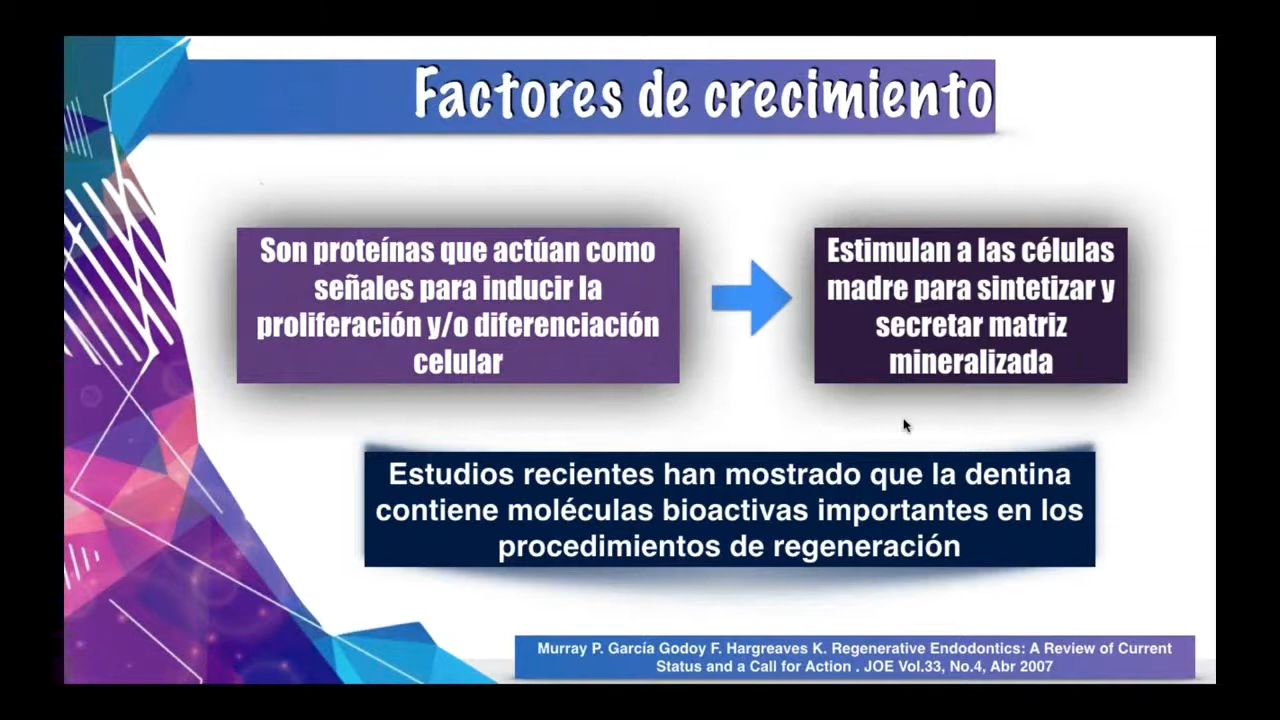 Factores de crecimiento
Son proteínas que actúan como
señales para inducir la
proliferación y/o diferenciación
celular
Estimulan a las células
madre para sintetizar y
secretar matriz
mineralizada
Estudios recientes han mostrado que la dentina
contiene moléculas bioactivas importantes en los
procedimientos de regeneración
Murray P. García Godoy F. Hargreaves K. Regenerative Endodontics: A Review of Current
Status and a Call for Action . JOE Vol.33, No.4, Abr 2007